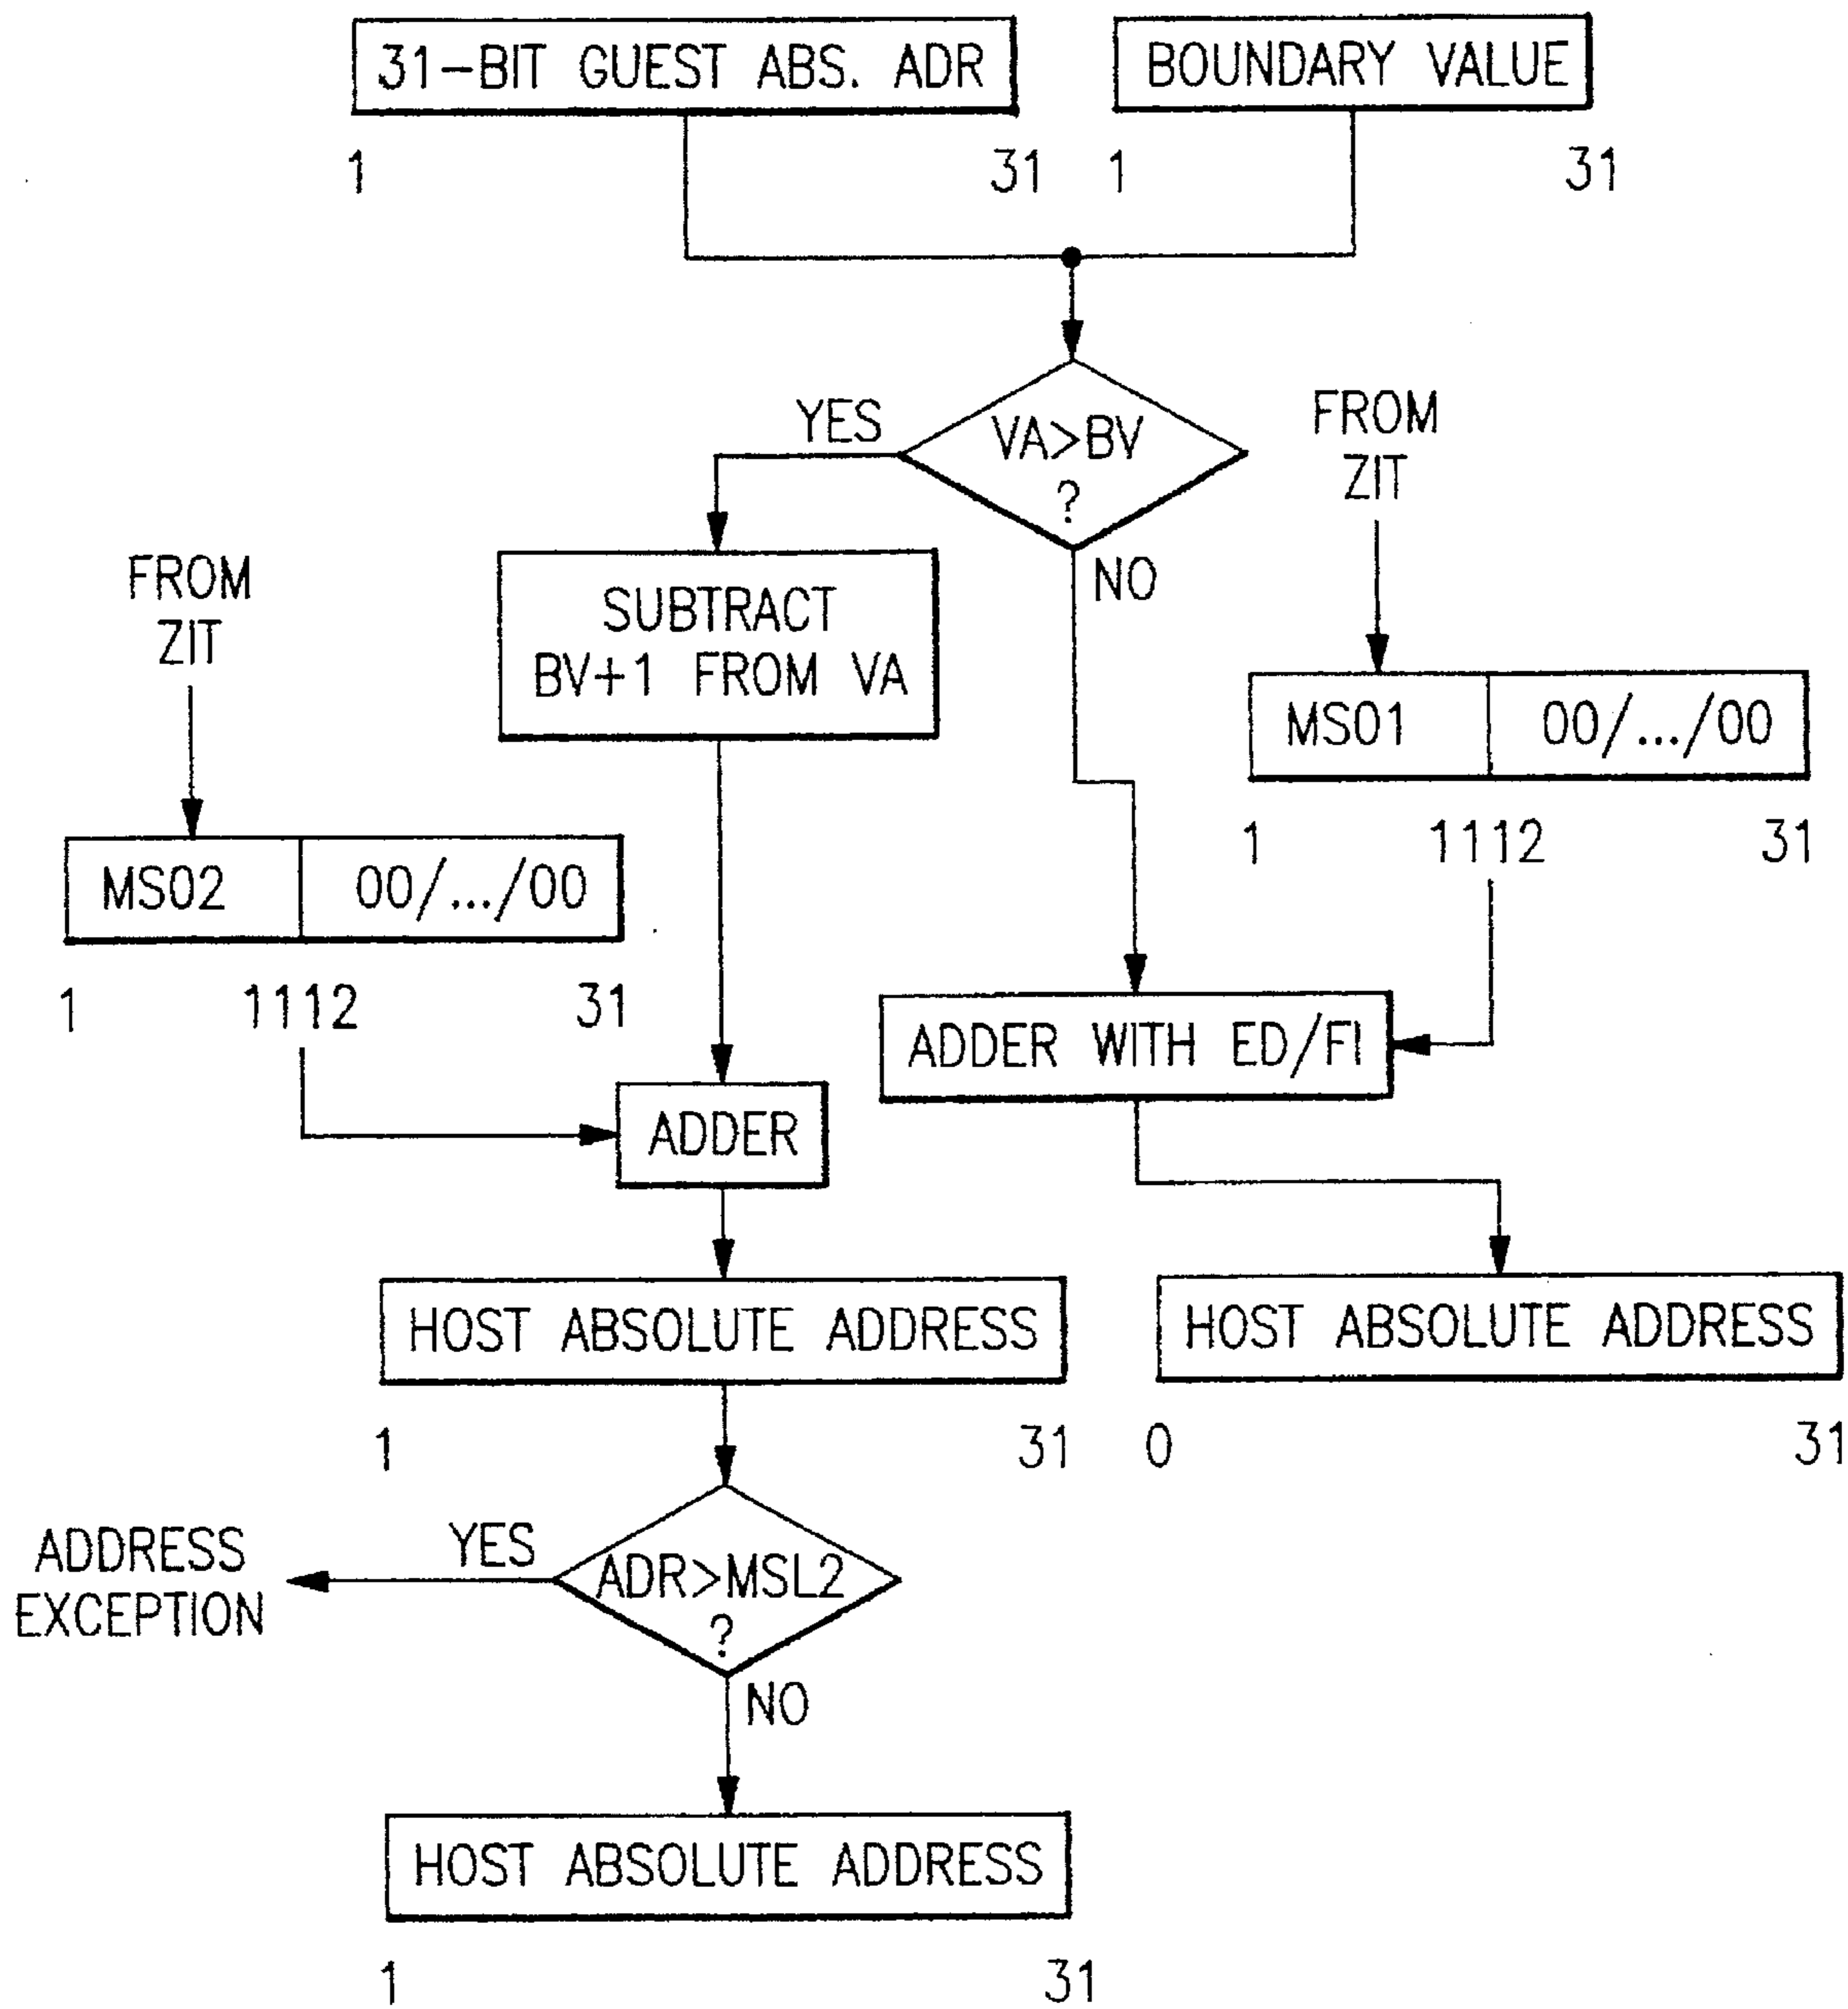 31-BIT GUEST ABS. ADR
BOUNDARY VALUE
1 31
1 31
VA>BV
?
YES
NO
FROM
ZIT
MS01 00/.../00
1 1112 31
SUBTRACT
BV+1 FROM VA
FROM
ZIT
MS02 00/.../00
1 1112 31
ADDER WITH ED/FI
ADDER
HOST ABSOLUTE ADDRESS
1 31
HOST ABSOLUTE ADDRESS
0 31
ADR>MSL2
?
YES
ADDRESS
EXCEPTION
NO
HOST ABSOLUTE ADDRESS
1 31